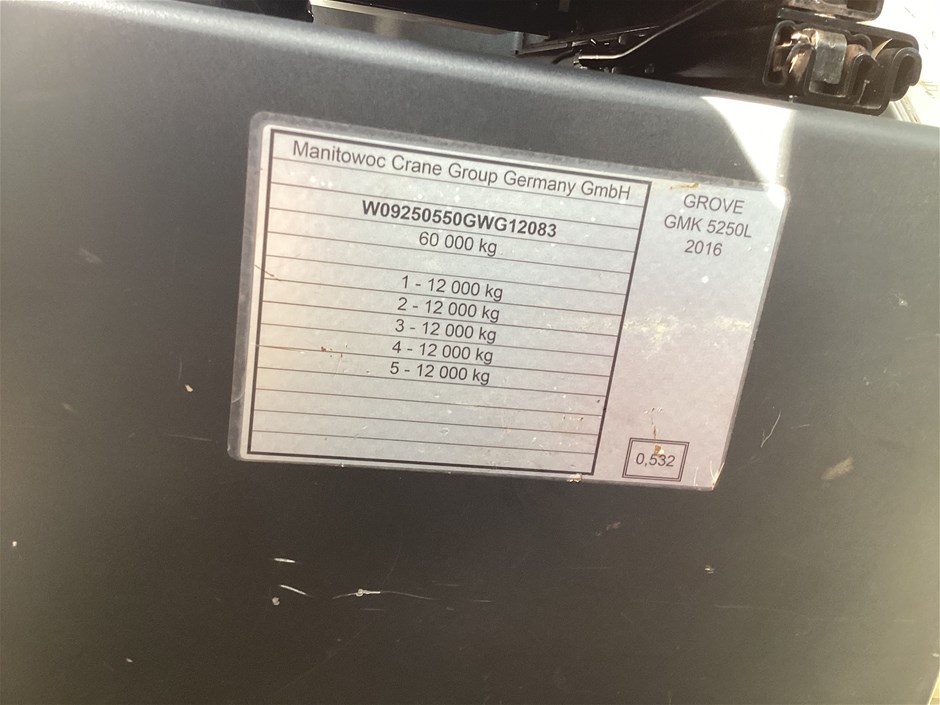 Manitowoc Crane Group Germany GmbH
W09250550GWG12083
60 000 kg
1 - 12 000 kg
2 - 12 000 kg
3 - 12 000 kg
4 - 12 000 kg
5 - 12 000 kg
GROVE
GMK 5250L
2016
0,532